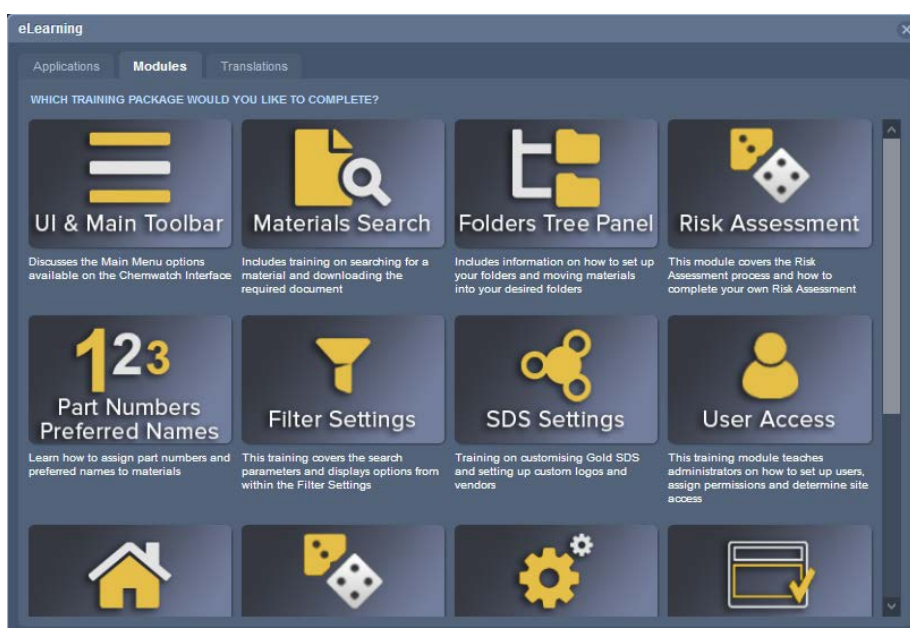 eLearning
Applications
Modules
Translations
WHICH TRAINING PACKAGE WOULD YOU LIKE TO COMPLETE?
UI & Main Toolbar
Discusses the Main Menu options
available on the Chemwatch Interface
Materials Search
Includes training on searching for a
material and downloading the
required document
Folders Tree Panel
Includes information on how to set up
your folders and moving materials
into your desired folders
Risk Assessment
This module covers the Risk
Assessment process and how to
complete your own Risk Assessment
123
Part Numbers
Preferred Names
Learn how to assign part numbers and
preferred names to materials
Filter Settings
This training covers the search
parameters and displays options from
within the Filter Settings
SDS Settings
Training on customising Gold SDS
and setting up custom logos and
vendors
User Access
This training module teaches
administrators on how to set up users,
assign permissions and determine site
access